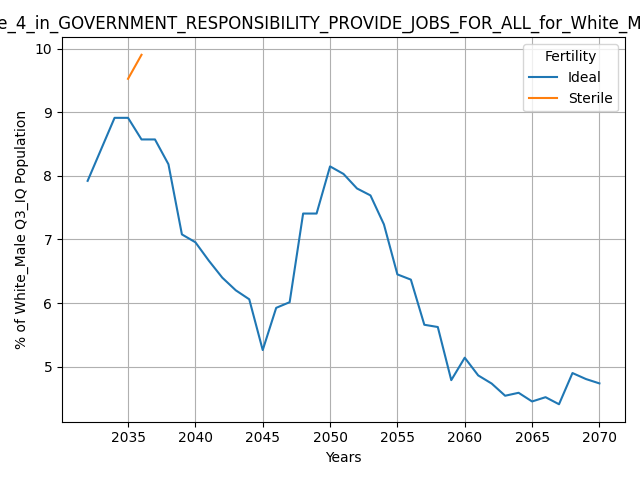 e_4_in_GOVERNMENT_RESPONSIBILITY_PROVIDE_JOBS_FOR_ALL_for_White_M
10
9
8
7
6
5
% of White_Male Q3_IQ Population
Fertility
Ideal
Sterile
2035 2040 2045 2050 2055 2060 2065 2070
Years